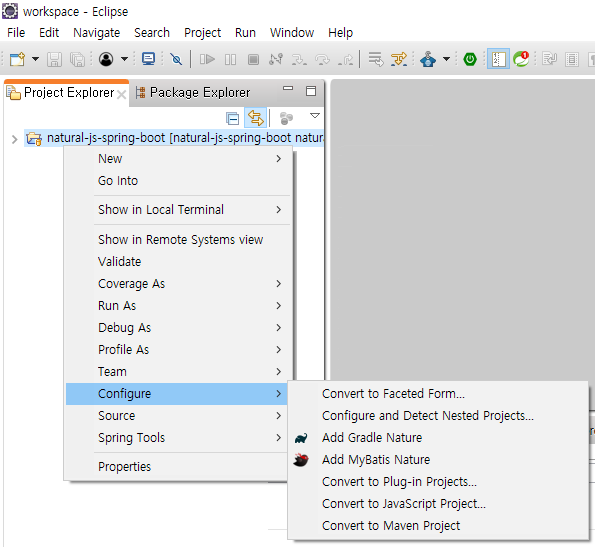 workspace - Eclipse
File Edit Navigate Search Project Run Window Help
Project Explorer Package Explorer
natural-js-spring-boot [natural-js-spring-boot natur
New
Go Into
Show in Local Terminal
Show in Remote Systems view
Validate
Coverage As
Run As
Debug As
Profile As
Team
Configure
Source
Spring Tools
Properties
Convert to Faceted Form...
Configure and Detect Nested Projects...
Add Gradle Nature
Add MyBatis Nature
Convert to Plug-in Projects...
Convert to JavaScript Project...
Convert to Maven Project